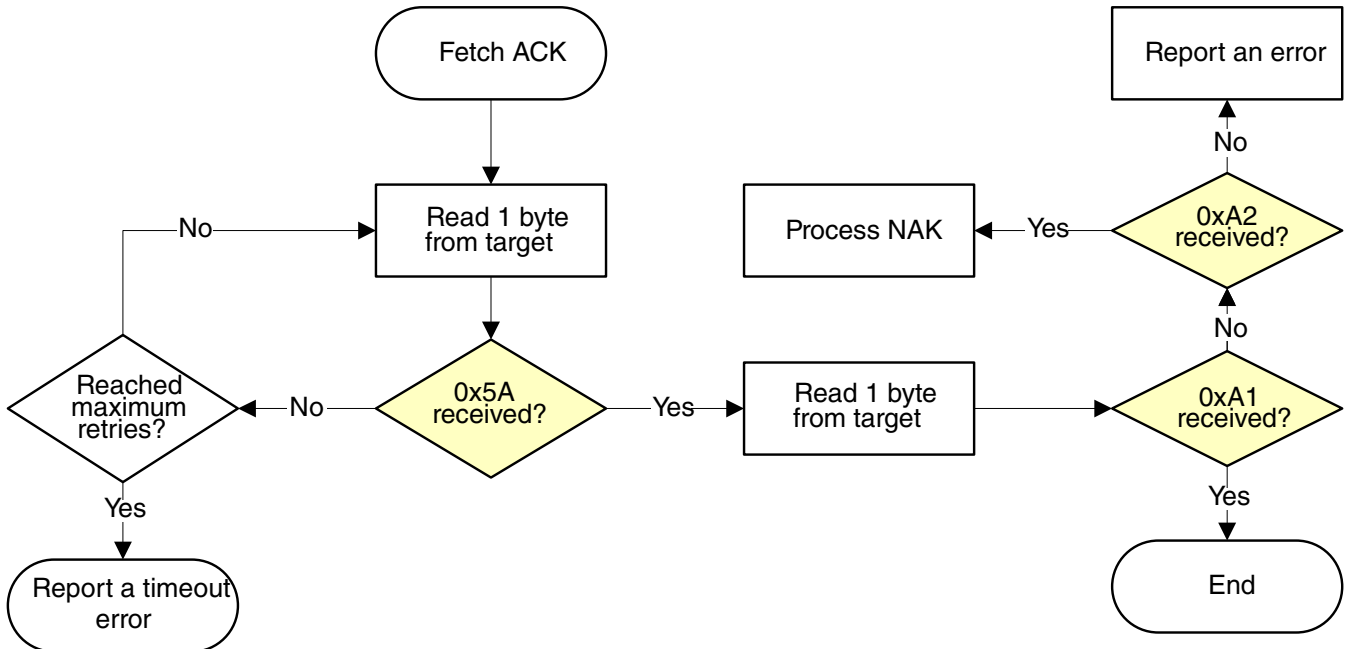 Fetch ACK
Report an error
No
Read 1 byte
from target
No
Process NAK
Yes
0xA2
received?
No
Reached
maximum
retries?
No
0x5A
received?
Yes
Read 1 byte
from target
0xA1
received?
Yes
Yes
Report a timeout
error
End